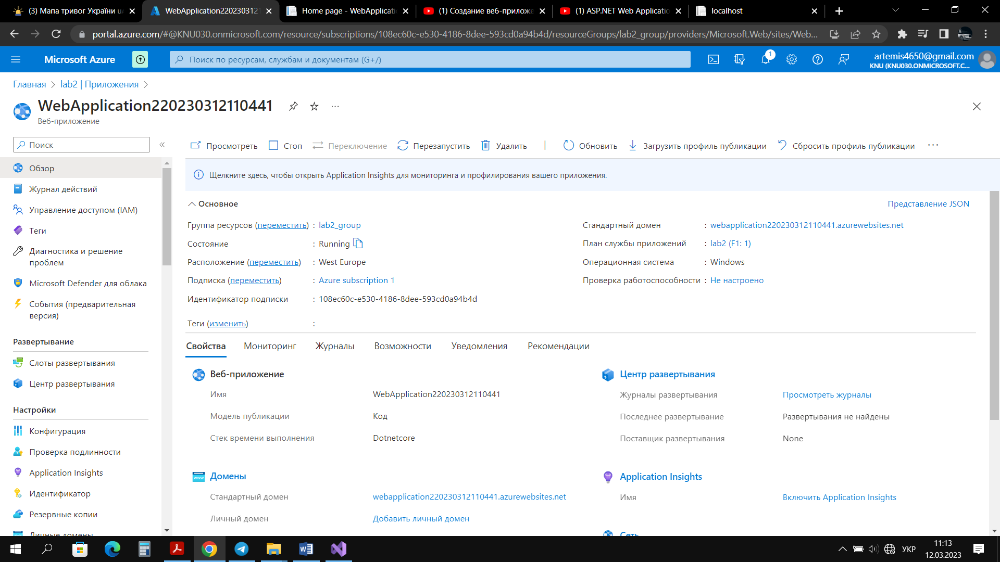 (3) Мапа тривог України
WebApplication220230312
Home page - WebApplicatio
(1) Создание веб-приложе
(1) ASP.NET Web Applicatio
localhost
portal.azure.com/#@KNU030.onmicrosoft.com/resource/subscriptions/108ec60c-e530-4186-8dee-593cd0a94b4d/resourceGroups/lab2_group/providers/Microsoft.Web/sites/Web...
Microsoft Azure
Поиск по ресурсам, службам и документам (G+/)
1
artemis4650@gmail.com
KNU (KNU030.ONMICROSOFT.C...
Главная > lab2 | Приложения >
WebApplication220230312110441
...
Веб-приложение
Поиск
«
Просмотреть
Стоп
Переключение
Перезапустить
Удалить
Обновить
Загрузить профиль публикации
Сбросить профиль публикации
...
Щелкните здесь, чтобы открыть Application Insights для мониторинга и профилирования вашего приложения.
Обзор
Журнал действий
Управление доступом (IAM)
Теги
Диагностика и решение
проблем
Microsoft Defender для облака
События (предварительная
версия)
Развертывание
Слоты развертывания
Центр развертывания
Настройки
Конфигурация
Проверка подлинности
Application Insights
Идентификатор
Резервные копии
Личные домены
Основное
Представление JSON
Группа ресурсов (переместить) : lab2_group
Состояние : Running
Расположение (переместить) : West Europe
Подписка (переместить) : Azure subscription 1
Идентификатор подписки : 108ec60c-e530-4186-8dee-593cd0a94b4d
Теги (изменить) :
Стандартный домен : webapplication220230312110441.azurewebsites.net
План службы приложений : lab2 (F1: 1)
Операционная система : Windows
Проверка работоспособности : Не настроено
Свойства
Мониторинг
Журналы
Возможности
Уведомления
Рекомендации
Веб-приложение
Имя WebApplication220230312110441
Модель публикации Код
Стек времени выполнения Dotnetcore
Домены
www
Стандартный домен webapplication220230312110441.azurewebsites.net
Личный домен Добавить личный домен
Центр развертывания
Журналы развертывания Просмотреть журналы
Последнее развертывание Развертывания не найдены
Поставщик развертывания None
Application Insights
Имя Включить Application Insights
Сеть
УКР
11:13
12.03.2023